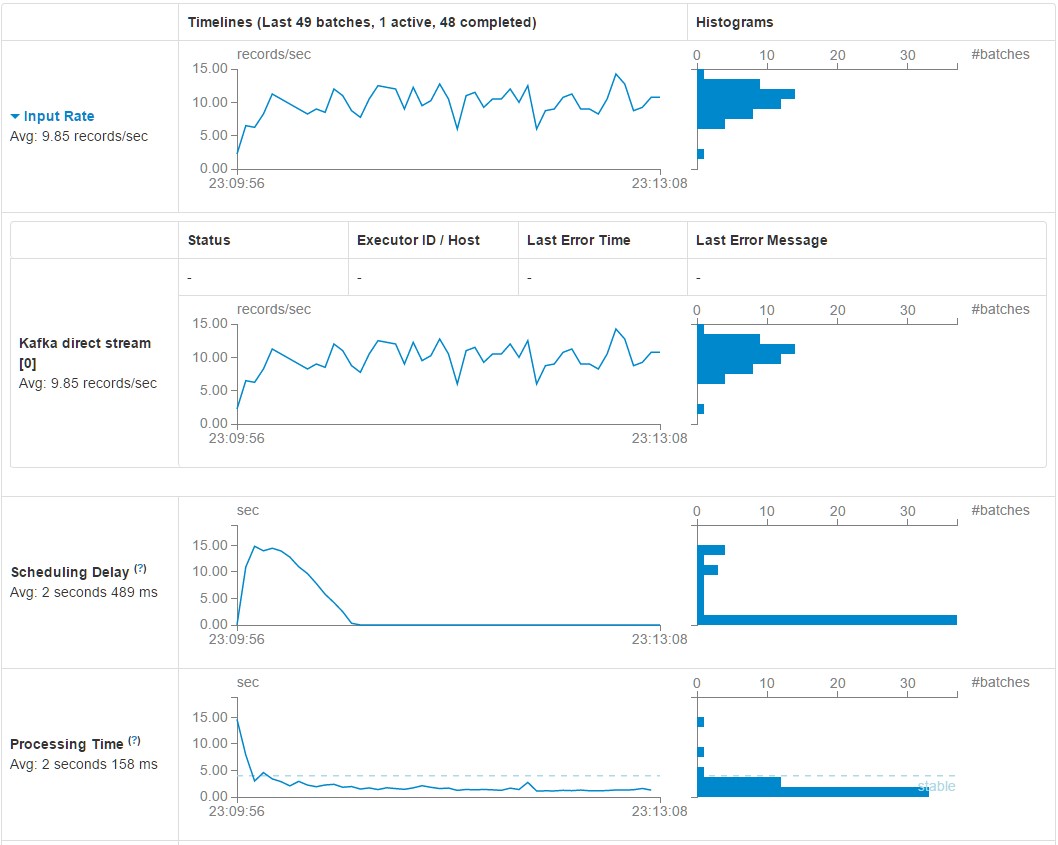 Timelines (Last 49 batches, 1 active, 48 completed)
Histograms
records/sec
0 10 20 30 #batches
15.00
10.00
5.00
0.00
23:09:56 23:13:08
Input Rate
Avg: 9.85 records/sec
Status
Executor ID / Host
Last Error Time
Last Error Message
-
-
-
-
Kafka direct stream
[0]
Avg: 9.85 records/sec
records/sec
0 10 20 30 #batches
15.00
10.00
5.00
0.00
23:09:56 23:13:08
Scheduling Delay (?)
Avg: 2 seconds 489 ms
sec
0 10 20 30 #batches
15.00
10.00
5.00
0.00
23:09:56 23:13:08
Processing Time (?)
Avg: 2 seconds 158 ms
sec
0 10 20 30 #batches
15.00
10.00
5.00
0.00
23:09:56 23:13:08
stable